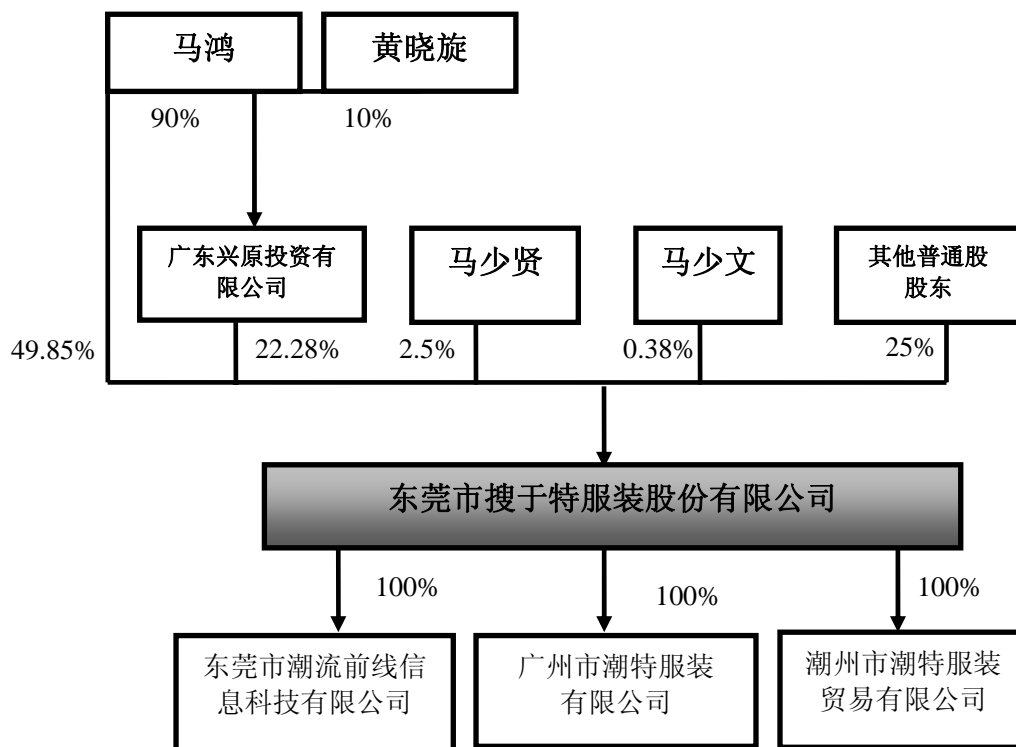 马鸿
黄晓旋
90%
10%
广东兴原投资有
限公司
马少贤
马少文
其他普通股
股东
49.85%
22.28%
2.5%
0.38%
25%
东莞市搜于特服装股份有限公司
100%
100%
100%
东莞市潮流前线信
息科技有限公司
广州市潮特服装
有限公司
潮州市潮特服装
贸易有限公司